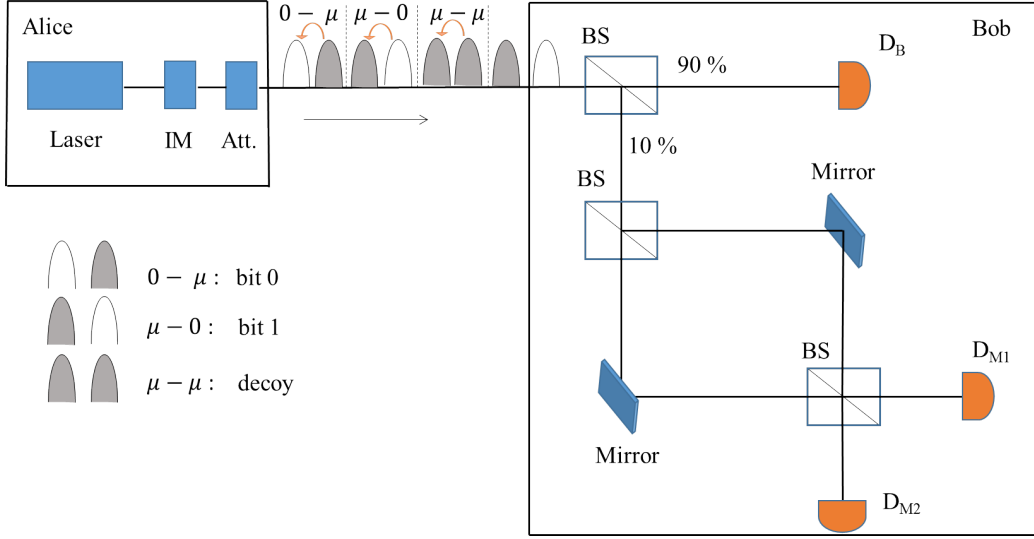 Alice
0 − μ
μ − 0
μ − μ
BS
Bob
D_B
90 %
Laser
IM
Att.
10 %
BS
Mirror
0 − μ : bit 0
μ − 0 : bit 1
μ − μ : decoy
BS
D_M1
Mirror
D_M2